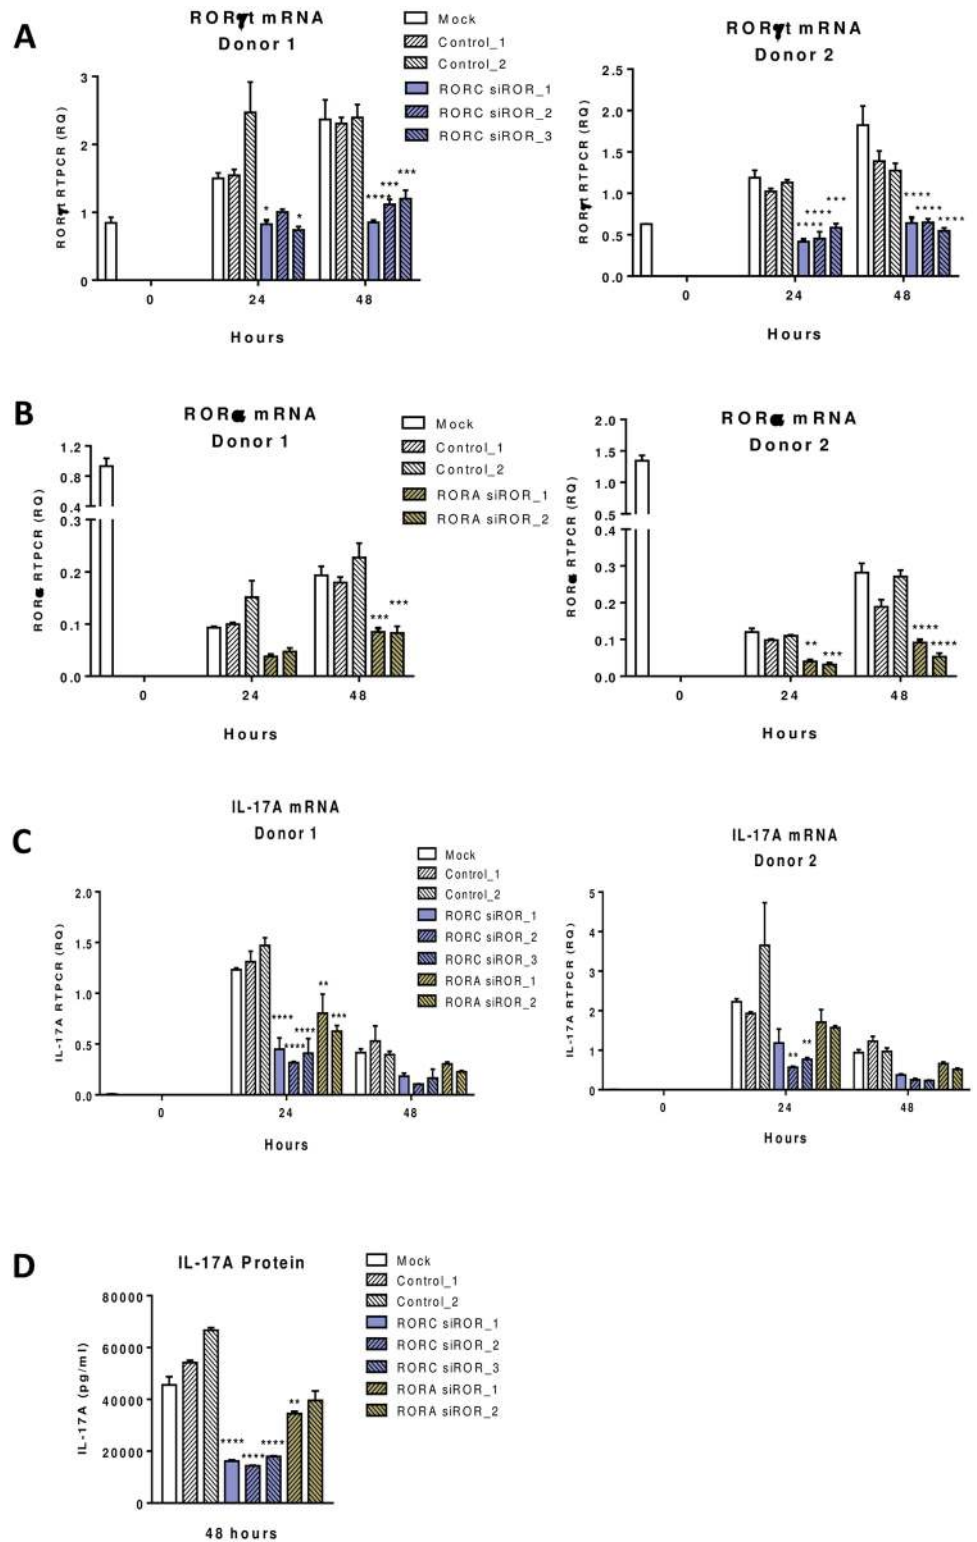 A
RORγt mRNA
Donor 1
Mock
Control_1
Control_2
RORC siROR_1
RORC siROR_2
RORC siROR_3
RORγt RTPCR (RQ)
3
2
1
0
* * **** *** ***
0 24 48
Hours
RORγt mRNA
Donor 2
RORγt RTPCR (RQ)
2.5
2.0
1.5
1.0
0.5
0.0
**** **** *** **** **** ****
0 24 48
Hours
B
RORα mRNA
Donor 1
Mock
Control_1
Control_2
RORA siROR_1
RORA siROR_2
RORα RTPCR (RQ)
1.2
0.8
0.4
0.3
0.2
0.1
0.0
*** ***
0 24 48
Hours
RORα mRNA
Donor 2
RORα RTPCR (RQ)
2.0
1.5
1.0
0.5
0.4
0.3
0.2
0.1
0.0
** *** **** ****
0 24 48
Hours
C
IL-17A mRNA
Donor 1
Mock
Control_1
Control_2
RORC siROR_1
RORC siROR_2
RORC siROR_3
RORA siROR_1
RORA siROR_2
IL-17A RTPCR (RQ)
2.0
1.5
1.0
0.5
0.0
**** **** **** ** ***
0 24 48
Hours
IL-17A mRNA
Donor 2
IL-17A RTPCR (RQ)
5
4
3
2
1
0
** **
0 24 48
Hours
D
IL-17A Protein
Mock
Control_1
Control_2
RORC siROR_1
RORC siROR_2
RORC siROR_3
RORA siROR_1
RORA siROR_2
IL-17A (pg/ml)
80000
60000
40000
20000
0
**** **** **** **
48 hours